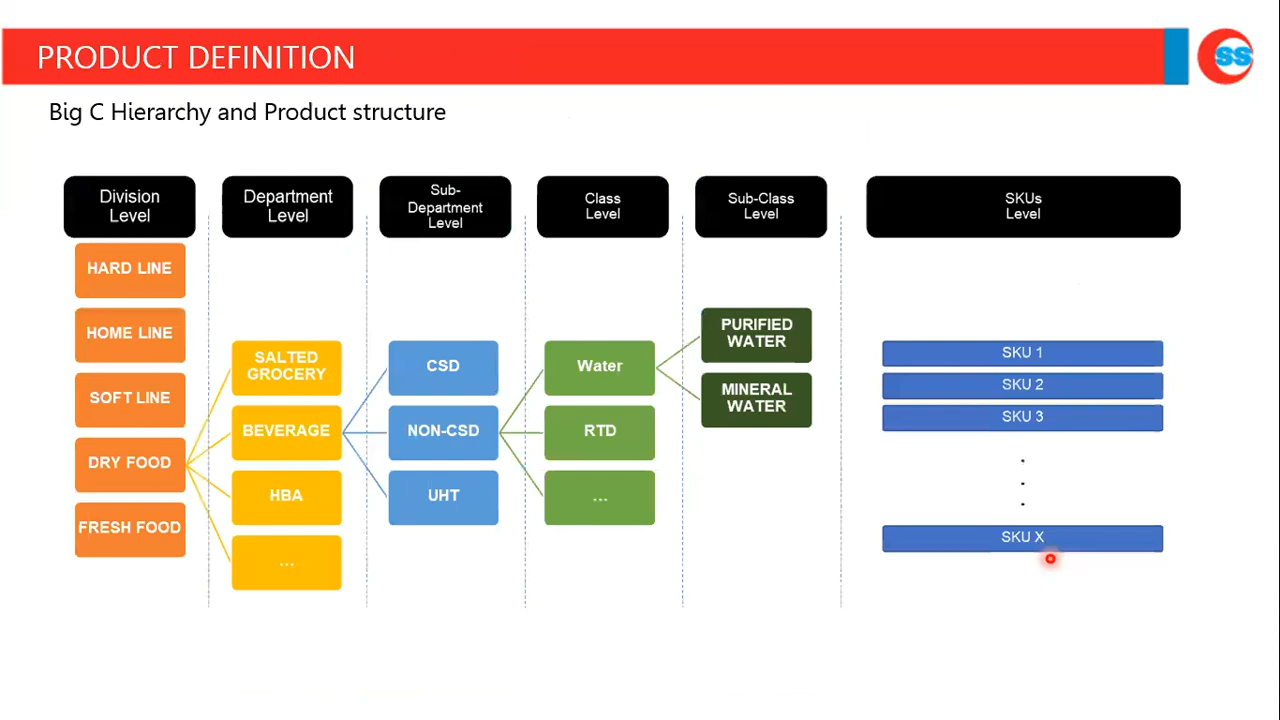 PRODUCT DEFINITION
SS
Big C Hierarchy and Product structure
Division
Level
Department
Level
Sub-
Department
Level
Class
Level
Sub-Class
Level
SKUs
Level
HARD LINE
HOME LINE
SOFT LINE
DRY FOOD
FRESH FOOD
SALTED
GROCERY
BEVERAGE
HBA
...
CSD
NON-CSD
UHT
Water
RTD
...
PURIFIED
WATER
MINERAL
WATER
SKU 1
SKU 2
SKU 3
.
.
.
SKU X